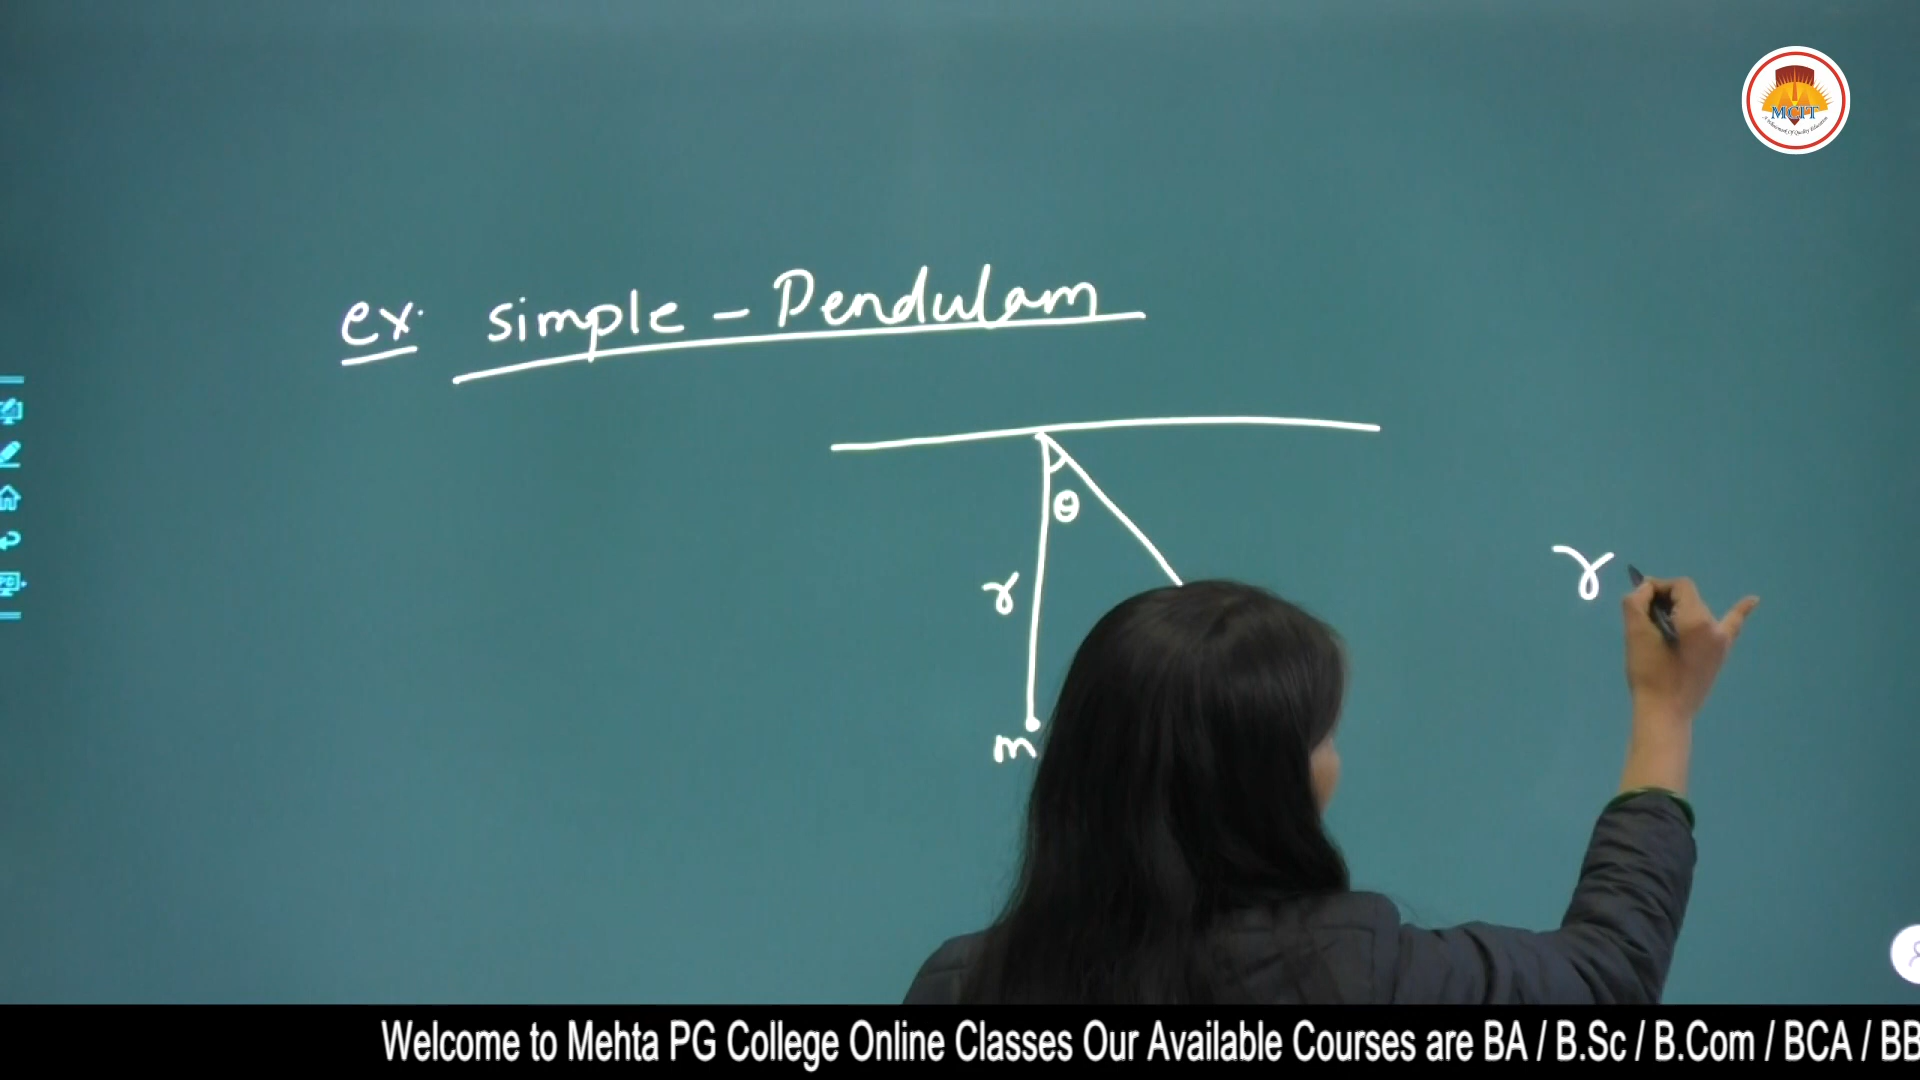 MCIT
ex. simple - Pendulam
θ
r
r
m
Welcome to Mehta PG College Online Classes Our Available Courses are BA / B.Sc / B.Com / BCA / BB